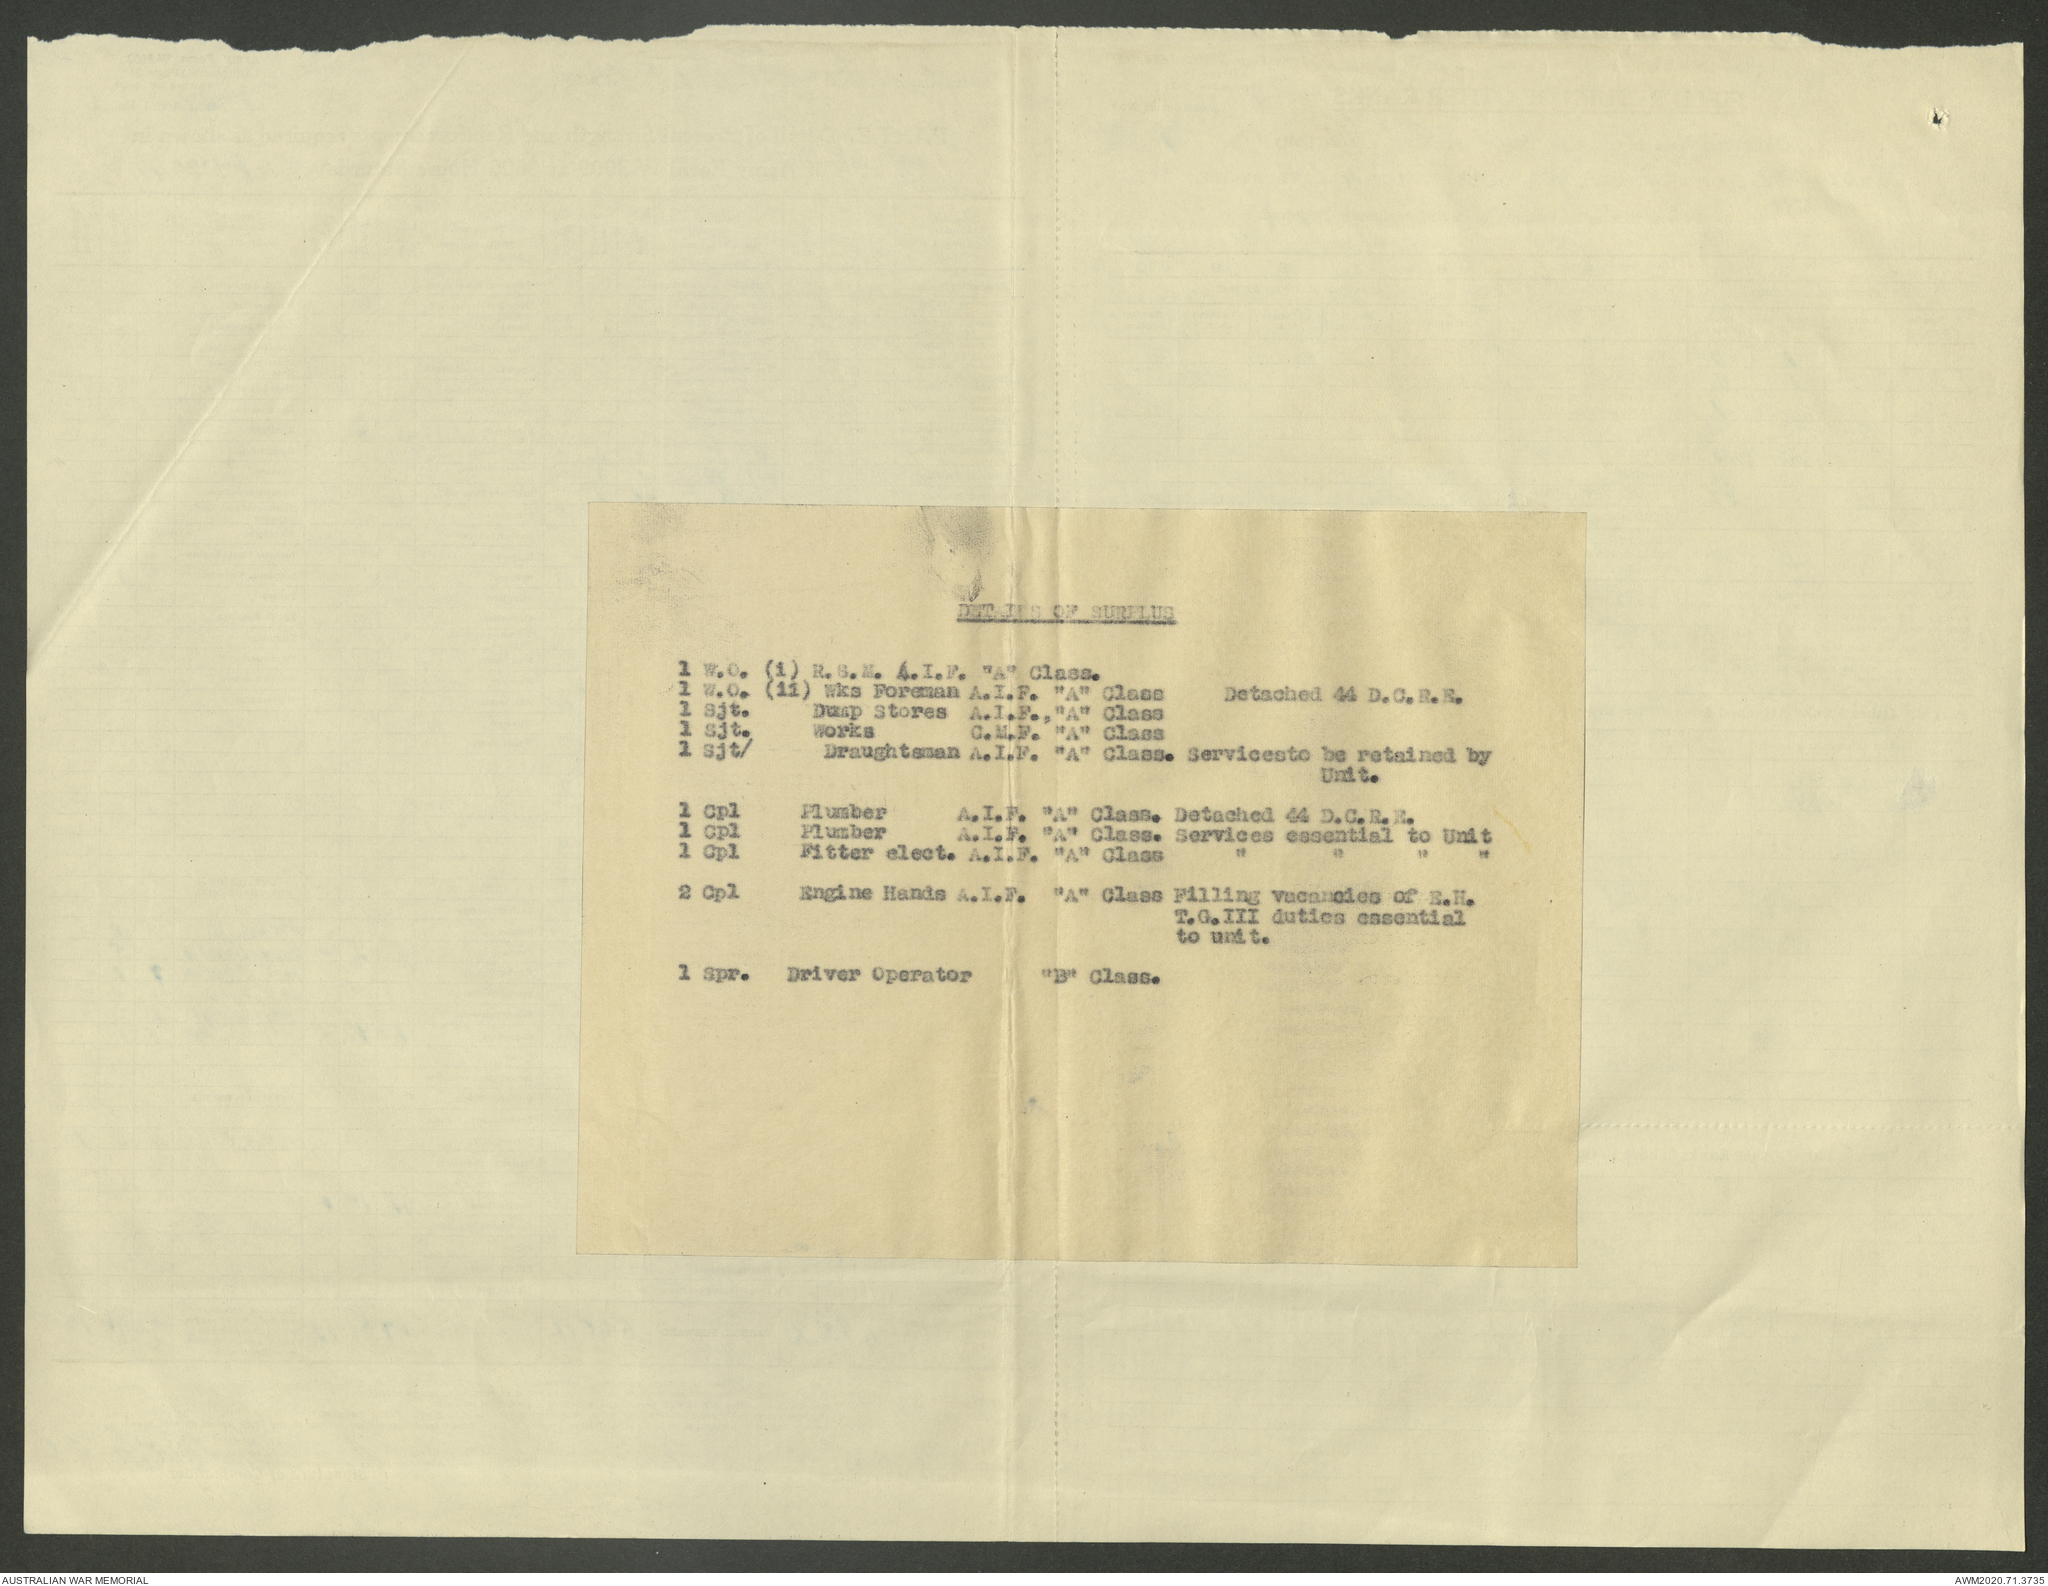 DETAILS OF SURPLUS
1 W.O. (i) R.S.M. A.I.F. "A" Class.
1 W.O. (ii) Wks Foreman A.I.F. "A" Class Detached 44 D.C.R.E.
1 Sjt. Dump Stores A.I.F., "A" Class
1 Sjt. Works C.M.F. "A" Class
1 Sjt/ Draughtsman A.I.F. "A" Class. Servicesto be retained by
Unit.
1 Cpl Plumber A.I.F. "A" Class. Detached 44 D.C.R.E.
1 Cpl Plumber A.I.F. "A" Class. Services essential to Unit
1 Cpl Fitter elect. A.I.F. "A" Class " " " "
2 Cpl Engine Hands A.I.F. "A" Class Filling vacancies of E.H.
T.G.III duties essential
to unit.
1 Spr. Driver Operator "B" Class.
AUSTRALIAN WAR MEMORIAL AWM2020.71.3735